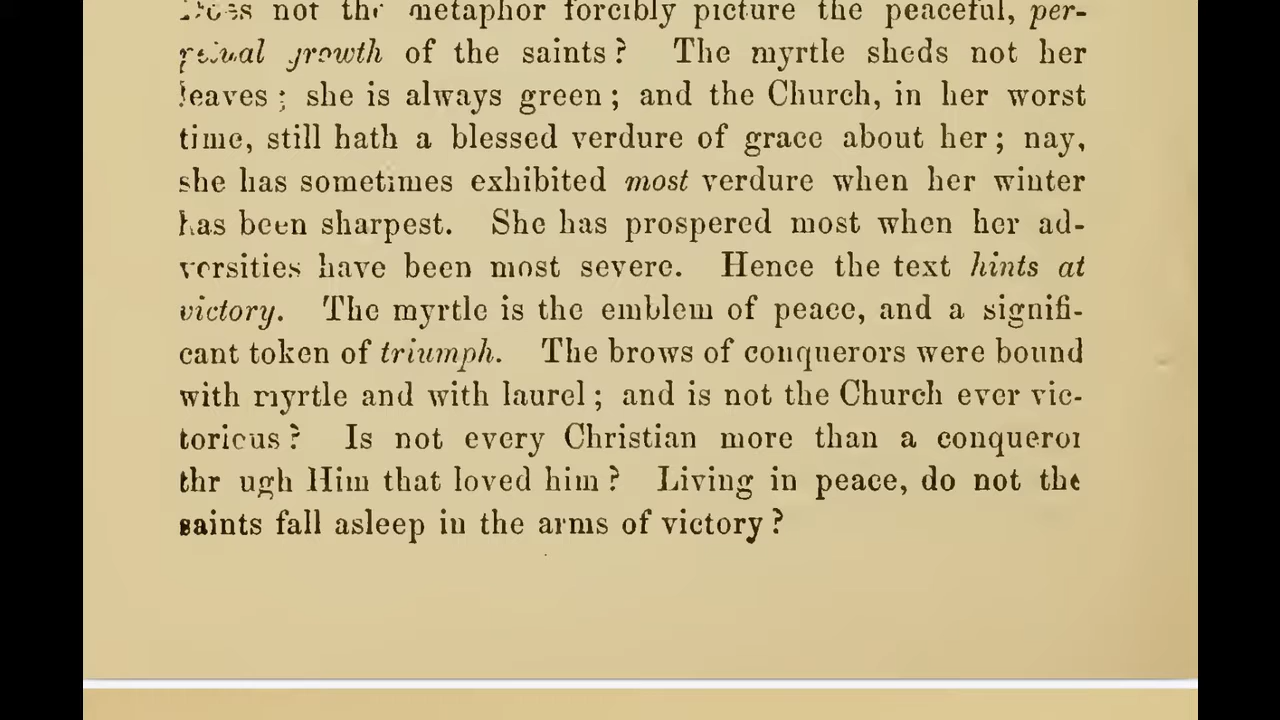 Does not the metaphor forcibly picture the peaceful, per-
petual growth of the saints? The myrtle sheds not her
leaves; she is always green; and the Church, in her worst
time, still hath a blessed verdure of grace about her; nay,
she has sometimes exhibited most verdure when her winter
has been sharpest. She has prospered most when her ad-
versities have been most severe. Hence the text hints at
victory. The myrtle is the emblem of peace, and a signifi-
cant token of triumph. The brows of conquerors were bound
with myrtle and with laurel; and is not the Church ever vic-
torious? Is not every Christian more than a conqueror
thr ugh Him that loved him? Living in peace, do not the
saints fall asleep in the arms of victory?